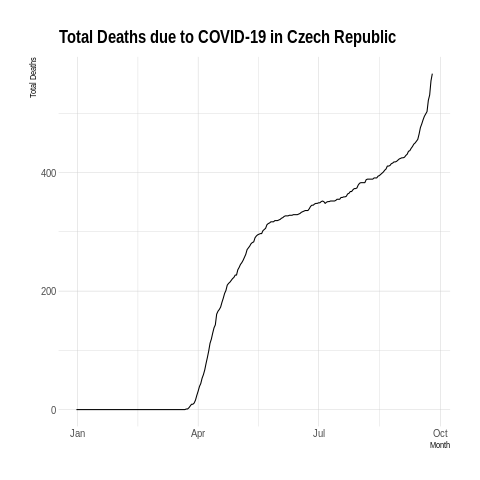 Total Deaths due to COVID-19 in Czech Republic
Total Deaths
400
200
0
Jan Apr Jul Oct
Month